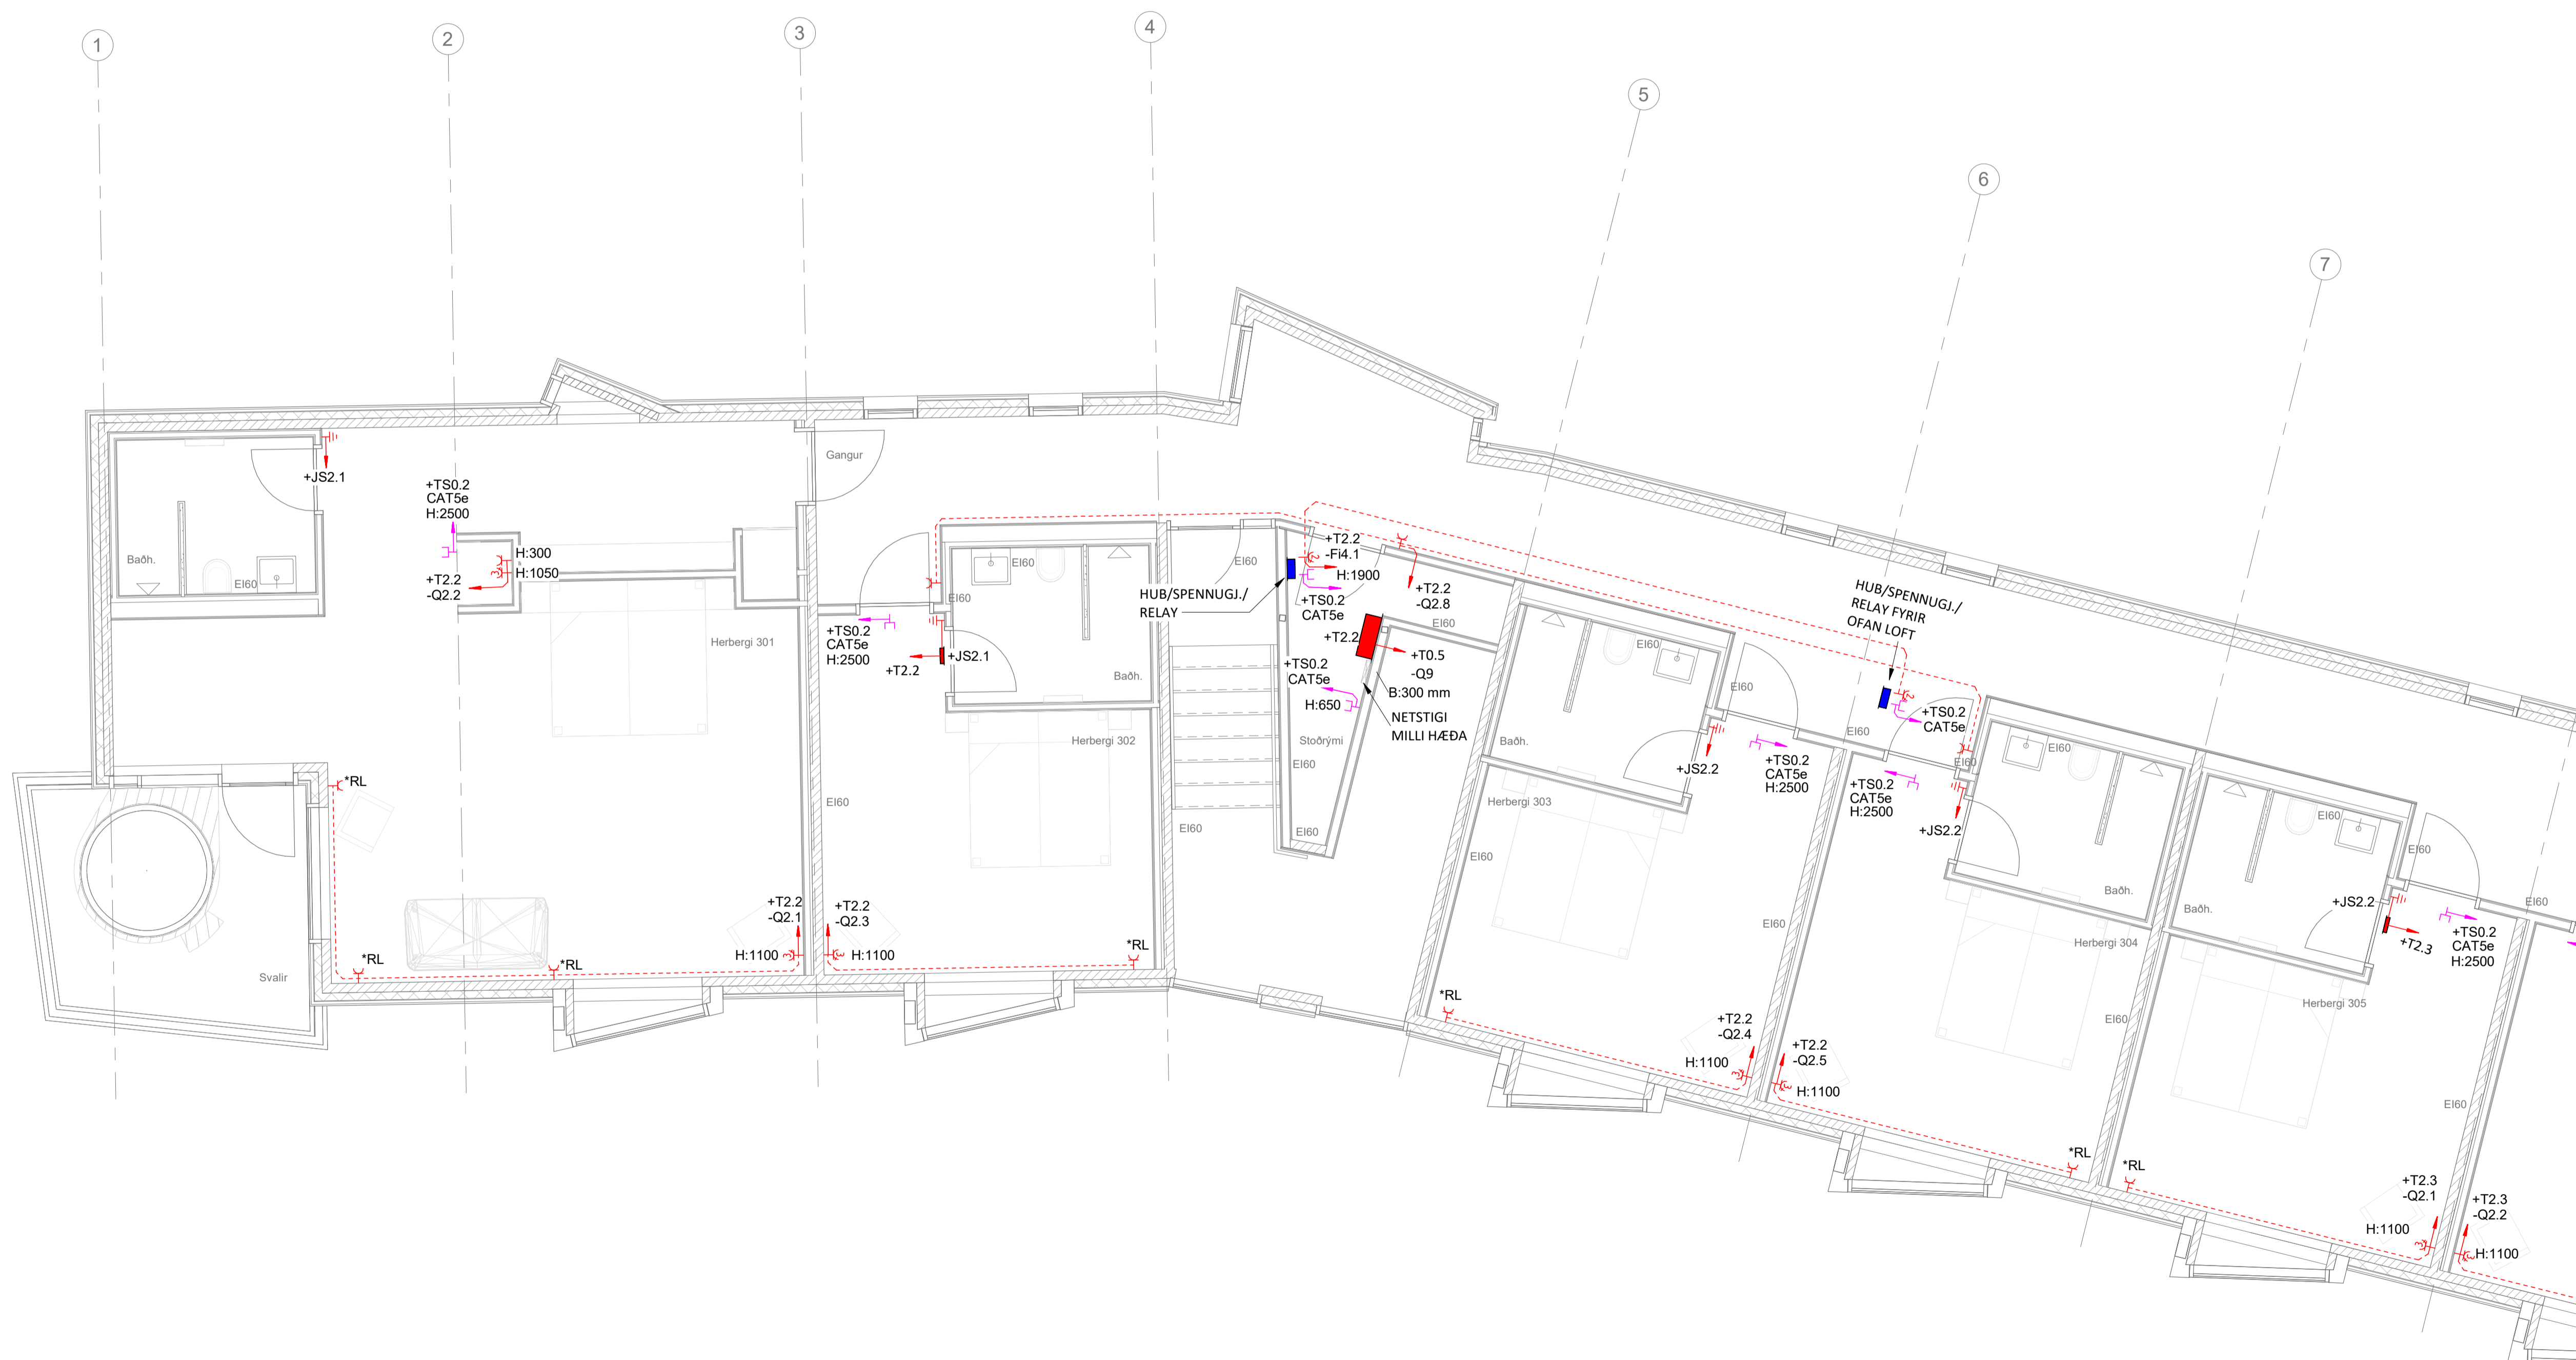 1
2
3
4
5
6
7
+JS2.1
Baðh.
EI60
+TS0.2
CAT5e
H:2500
H:300
H:1050
+T2.2
-Q2.2
Herbergi 301
Svalir
*RL
*RL
*RL
+T2.2
-Q2.1
H:1100
Gangur
EI60
+TS0.2
CAT5e
H:2500
+JS2.1
+T2.2
EI60
Baðh.
Herbergi 302
EI60
+T2.2
-Q2.3
H:1100
*RL
EI60
EI60
HUB/SPENNUGJ./
RELAY
+T2.2
-Fi4.1
H:1900
+TS0.2
CAT5e
+T2.2
-Q2.8
EI60
+T2.2
+T0.5
-Q9
B:300 mm
+TS0.2
CAT5e
H:650
NETSTIGI
MILLI HÆÐA
Stoðrými
EI60
EI60
Baðh.
EI60
EI60
+JS2.2
+TS0.2
CAT5e
H:2500
Herbergi 303
EI60
EI60
*RL
+T2.2
-Q2.4
H:1100
HUB/SPENNUGJ./
RELAY FYRIR
OFAN LOFT
+TS0.2
CAT5e
EI60
EI60
+TS0.2
CAT5e
H:2500
+JS2.2
EI60
Baðh.
Herbergi 304
EI60
+T2.2
-Q2.5
H:1100
*RL
EI60
EI60
Baðh.
+JS2.2
+T2.3
+TS0.2
CAT5e
H:2500
EI60
Herbergi 305
EI60
*RL
+T2.3
-Q2.1
H:1100
+T2.3
-Q2.2
H:1100